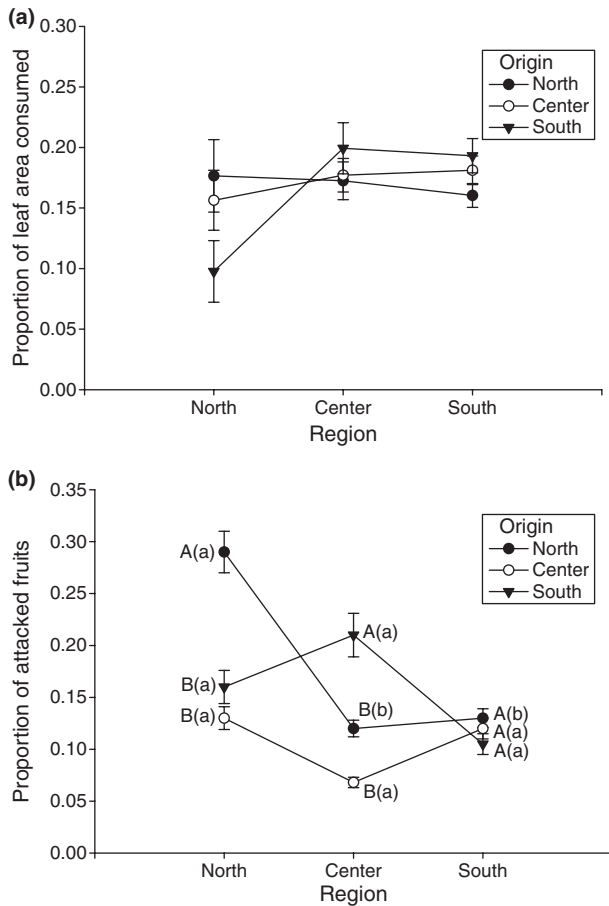 (a)
0.30
0.25
0.20
0.15
0.10
0.05
0.00
Proportion of leaf area consumed
Origin
North
Center
South
North Center South
Region
(b)
0.35
0.30
0.25
0.20
0.15
0.10
0.05
0.00
Proportion of attacked fruits
Origin
North
Center
South
A(a)
B(a)
B(a)
A(a)
B(b)
B(a)
A(b)
A(a)
A(a)
North Center South
Region